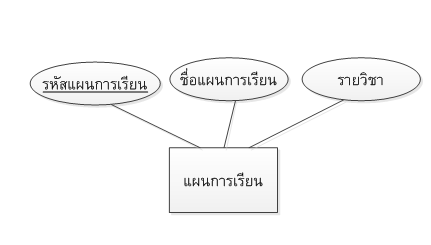 รหัสแผนการเรียน
ชื่อแผนการเรียน
รายวิชา
แผนการเรียน